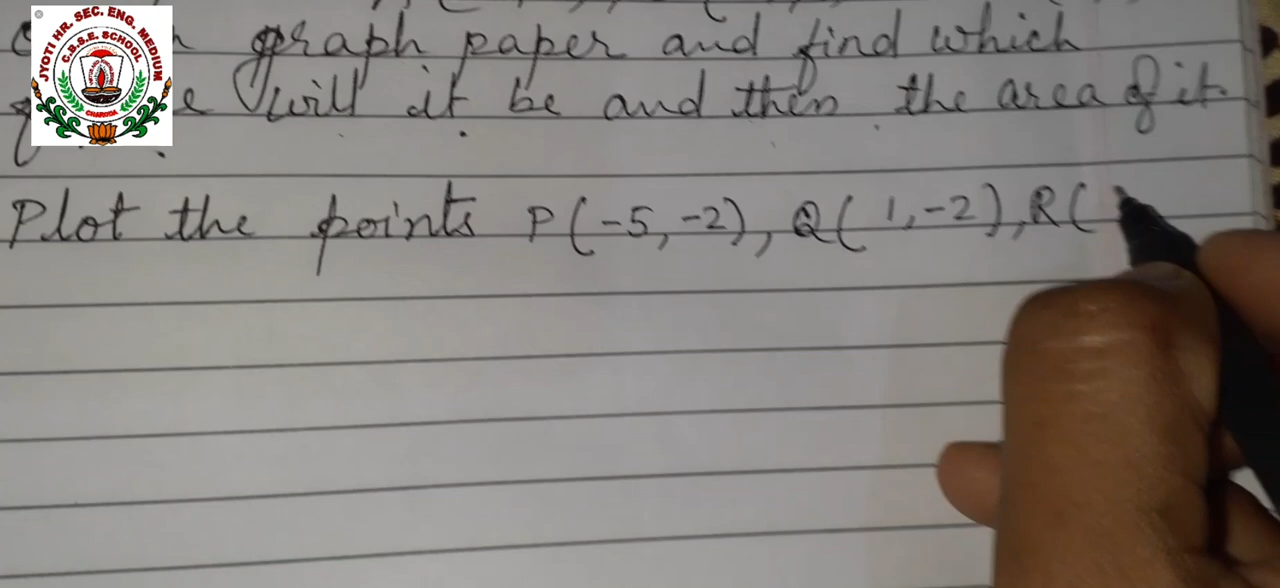 JYOTI HR. SEC. ENG. MEDIUM
C.B.S.E. SCHOOL
CHARODA
graph paper and find which
will it be and then the area of it.
Plot the points P(-5,-2), Q(1,-2), R(